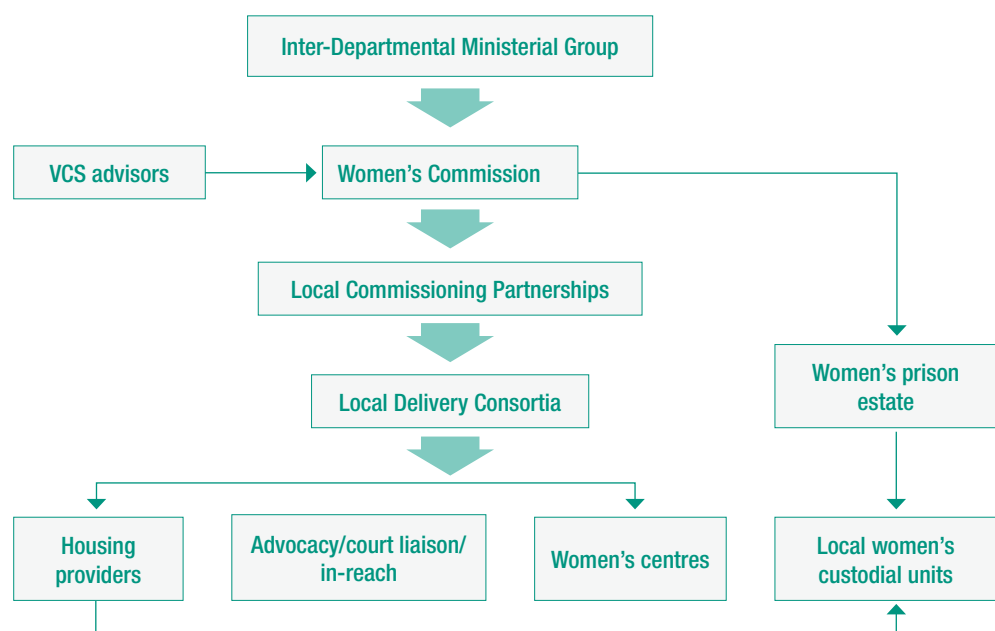 Inter-Departmental Ministerial Group
VCS advisors
Women’s Commission
Local Commissioning Partnerships
Women’s prison
estate
Local Delivery Consortia
Housing
providers
Advocacy/court liaison/
in-reach
Women’s centres
Local women’s
custodial units